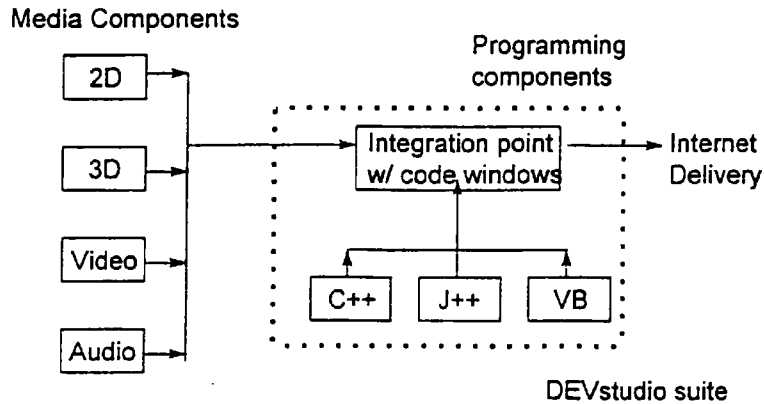 Media Components
2D
3D
Video
Audio
Programming
components
Integration point
w/ code windows
C++
J++
VB
Internet
Delivery
DEVstudio suite